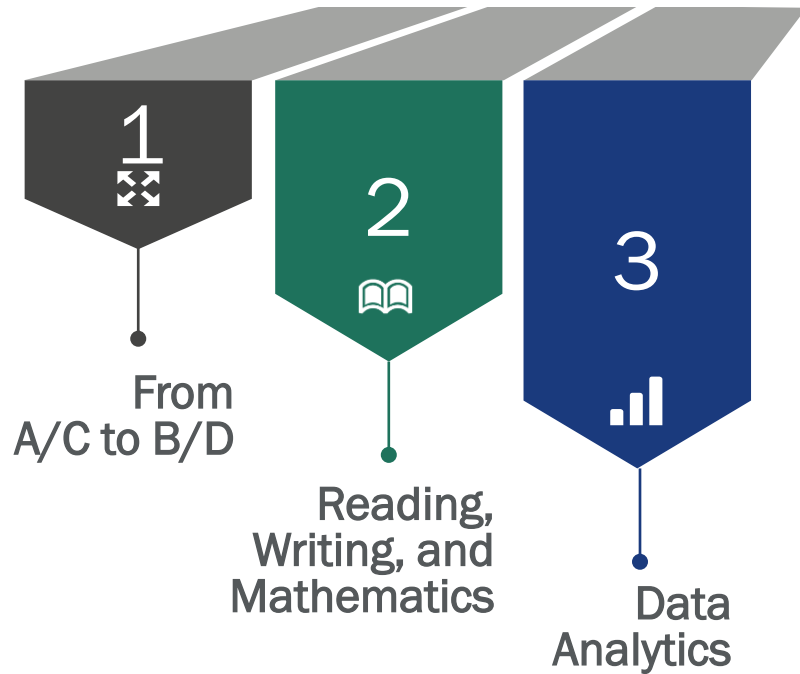 1
From
A/C to B/D
2
Reading,
Writing, and
Mathematics
3
Data
Analytics